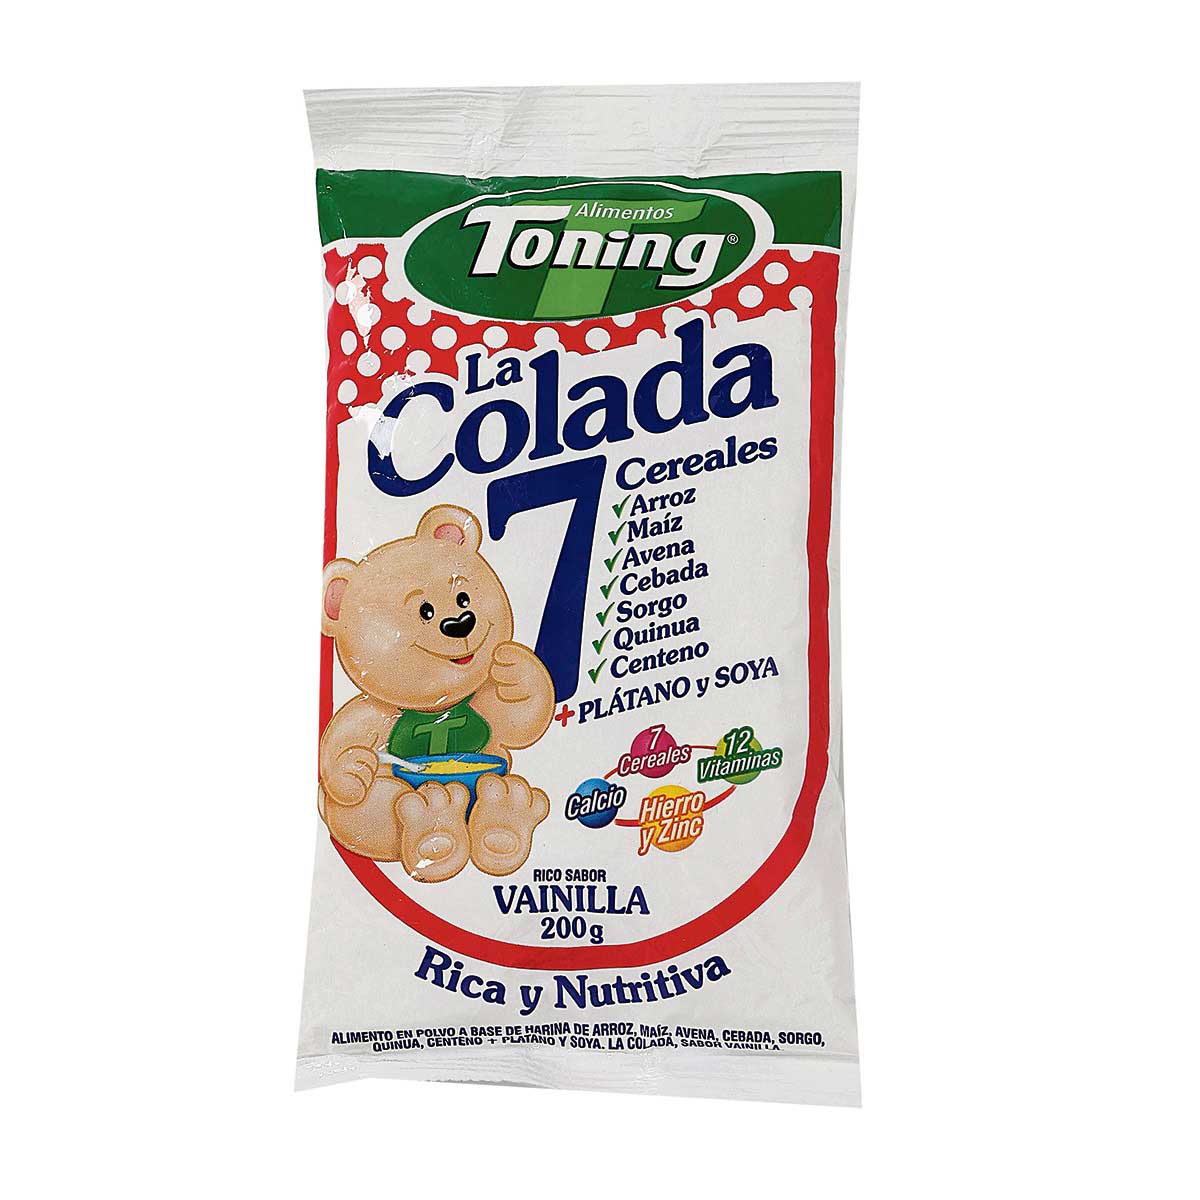 Alimentos
Toning®
La
Colada
7
Cereales
Arroz
Maíz
Avena
Cebada
Sorgo
Quinua
Centeno
+ PLÁTANO y SOYA
7
Cereales
12
Vitaminas
Calcio
Hierro
y Zinc
T
RICO SABOR
VAINILLA
200g
Rica y Nutritiva
ALIMENTO EN POLVO A BASE DE HARINA DE ARROZ, MAÍZ, AVENA, CEBADA, SORGO,
QUINUA, CENTENO + PLÁTANO Y SOYA. LA COLADA, SABOR VAINILLA